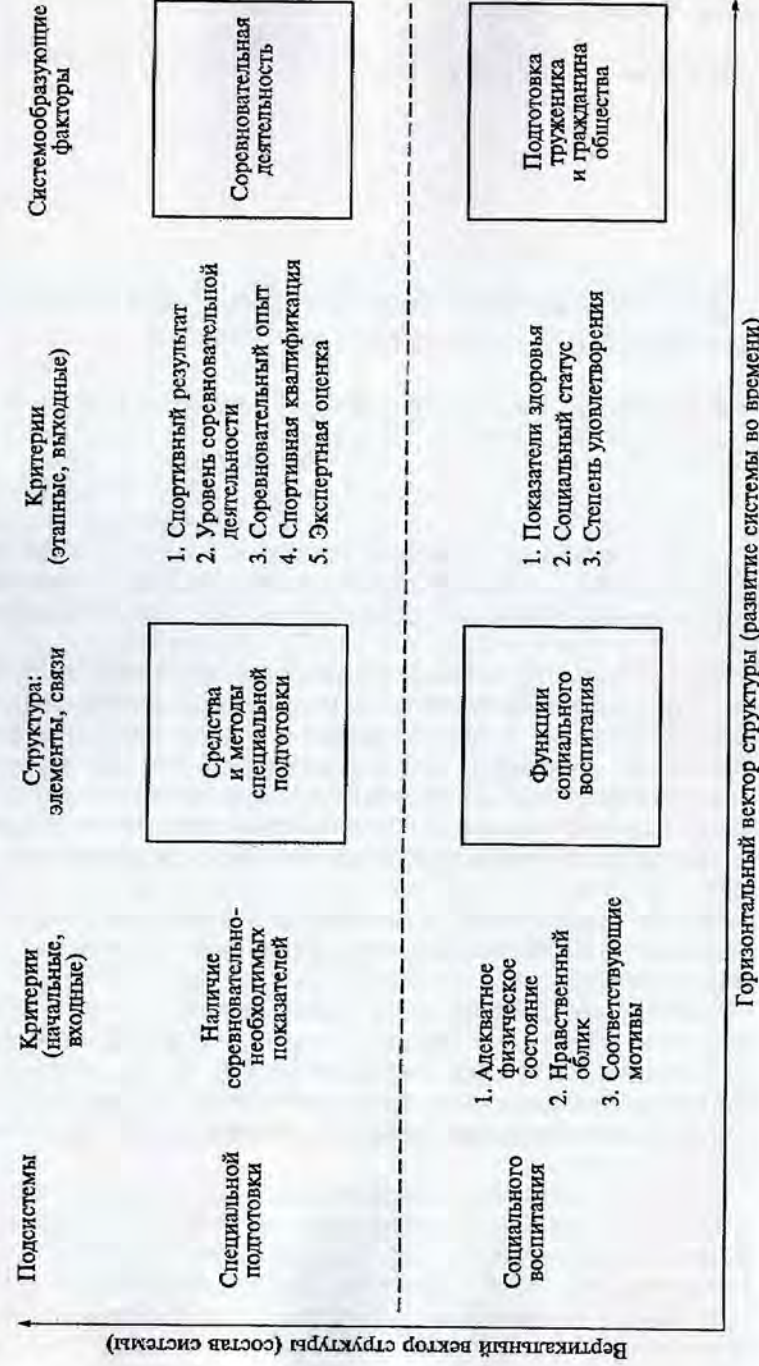 Подсистемы
Критерии
(начальные,
входные)
Структура:
элементы, связи
Критерии
(этапные, выходные)
Системообразующие
факторы
Специальной
подготовки
Наличие
соревновательно-
необходимых
показателей
Средства
и методы
специальной
подготовки
1. Спортивный результат
2. Уровень соревновательной
деятельности
3. Соревновательный опыт
4. Спортивная квалификация
5. Экспертная оценка
Соревновательная
деятельность
Социального
воспитания
1. Адекватное
физическое
состояние
2. Нравственный
облик
3. Соответствующие
мотивы
Функции
социального
воспитания
1. Показатели здоровья
2. Социальный статус
3. Степень удовлетворения
Подготовка
труженика
и гражданина
общества
Вертикальный вектор структуры (состав системы)
Горизонтальный вектор структуры (развитие системы во времени)